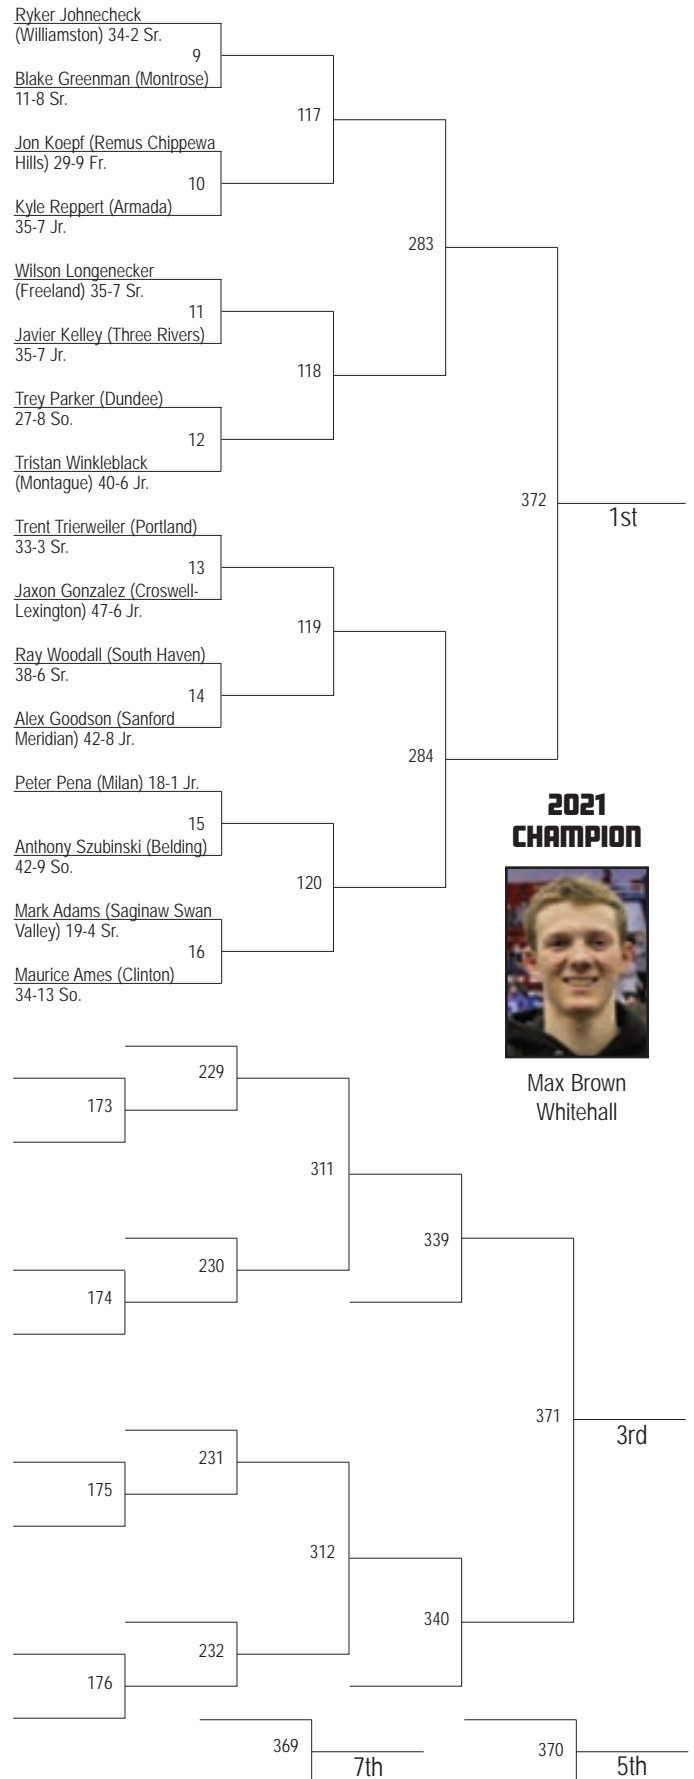 Ryker Johnecheck
(Williamston) 34-2 Sr.
9
Blake Greenman (Montrose)
11-8 Sr.
117
Jon Koepf (Remus Chippewa
Hills) 29-9 Fr.
10
Kyle Reppert (Armada)
35-7 Jr.
283
Wilson Longenecker
(Freeland) 35-7 Sr.
11
Javier Kelley (Three Rivers)
35-7 Jr.
118
Trey Parker (Dundee)
27-8 So.
12
Tristan Winkleblack
(Montague) 40-6 Jr.
372
1st
Trent Trierweiler (Portland)
33-3 Sr.
13
Jaxon Gonzalez (Croswell-
Lexington) 47-6 Jr.
119
Ray Woodall (South Haven)
38-6 Sr.
14
Alex Goodson (Sanford
Meridian) 42-8 Jr.
284
Peter Pena (Milan) 18-1 Jr.
15
Anthony Szubinski (Belding)
42-9 So.
120
Mark Adams (Saginaw Swan
Valley) 19-4 Sr.
16
Maurice Ames (Clinton)
34-13 So.
2021
CHAMPION
Max Brown
Whitehall
229
173
311
339
230
174
371
3rd
231
175
312
340
232
176
369
7th
370
5th